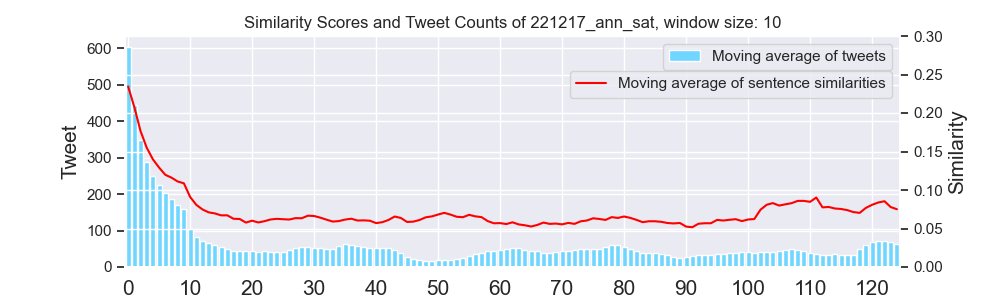 Similarity Scores and Tweet Counts of 221217_ann_sat, window size: 10
Moving average of tweets
Moving average of sentence similarities
Tweet
600
500
400
300
200
100
0
0.30
0.25
0.20
0.15
0.10
0.05
0.00
Similarity
0 10 20 30 40 50 60 70 80 90 100 110 120